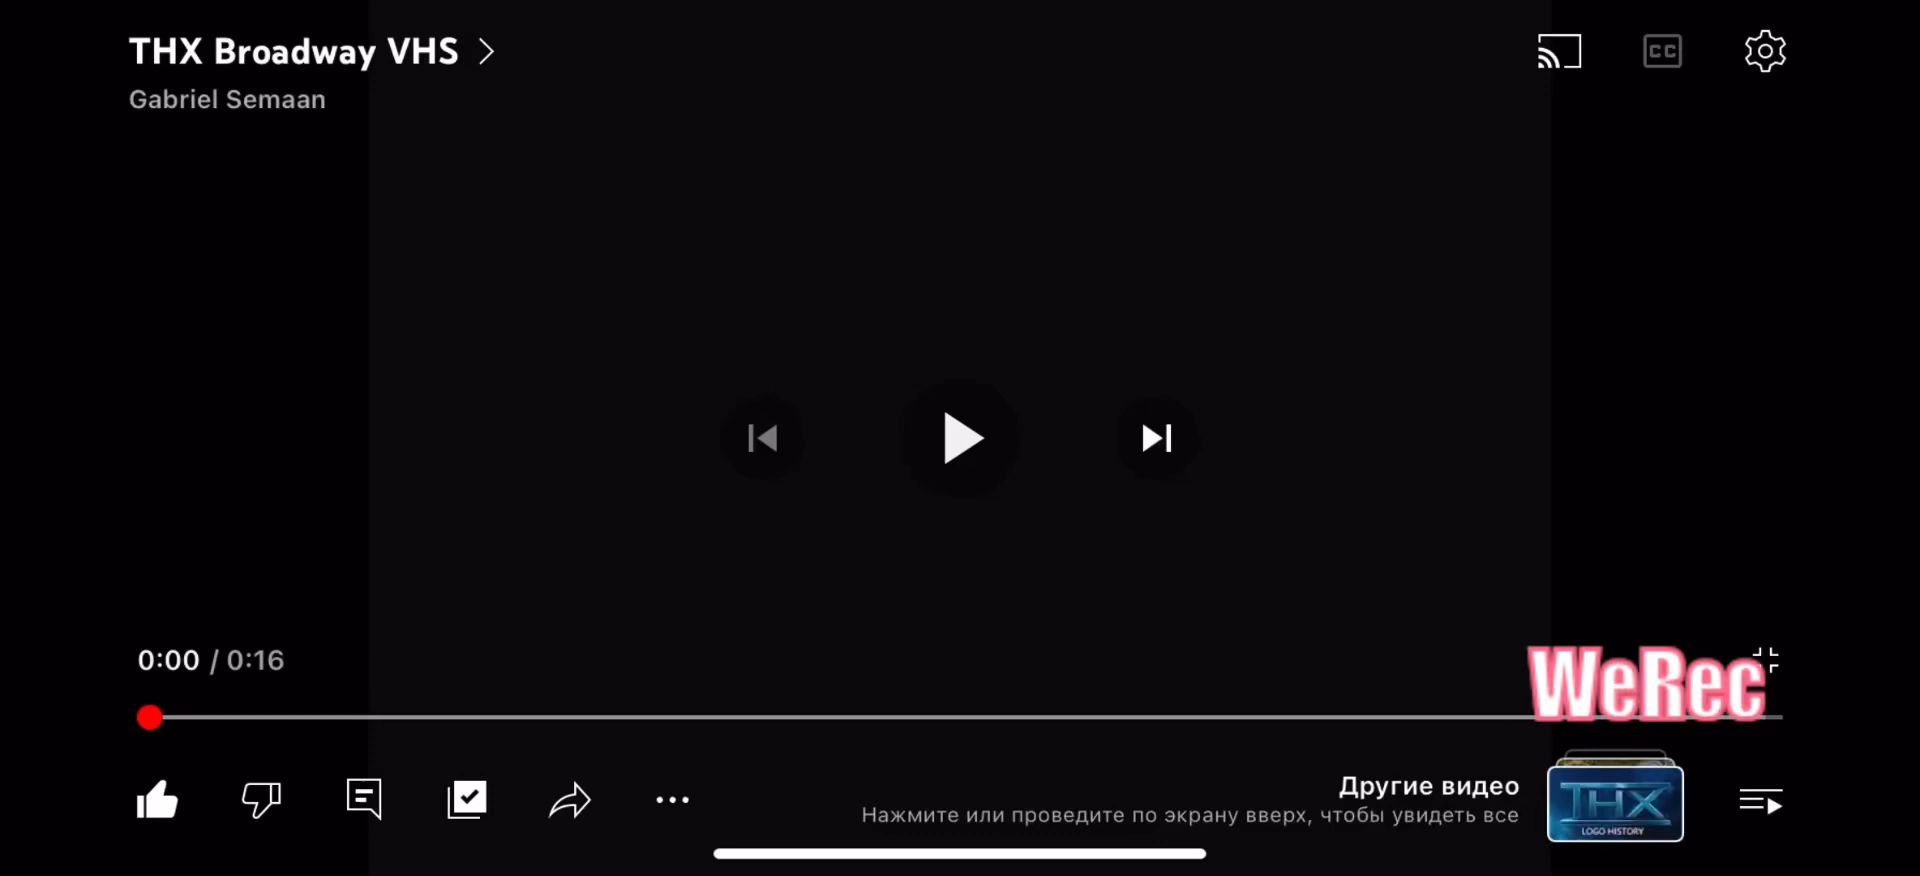 THX Broadway VHS
Gabriel Semaan
CC
0:00 / 0:16
WeRec
Другие видео
Нажмите или проведите по экрану вверх, чтобы увидеть все
THX
LOGO HISTORY